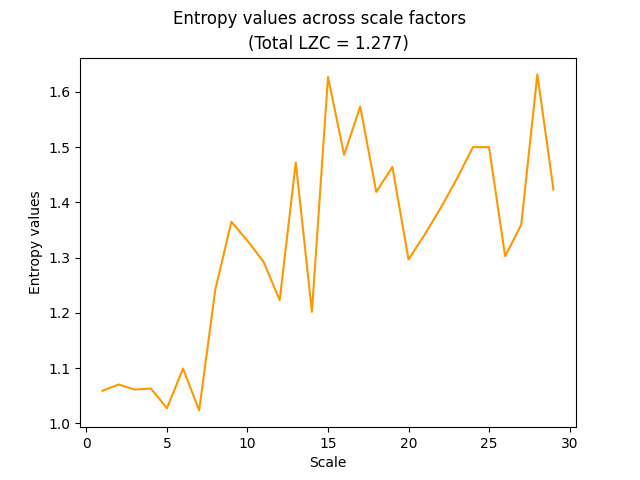 Entropy values across scale factors
(Total LZC = 1.277)
1.6
1.5
1.4
1.3
1.2
1.1
1.0
Entropy values
0 5 10 15 20 25 30
Scale